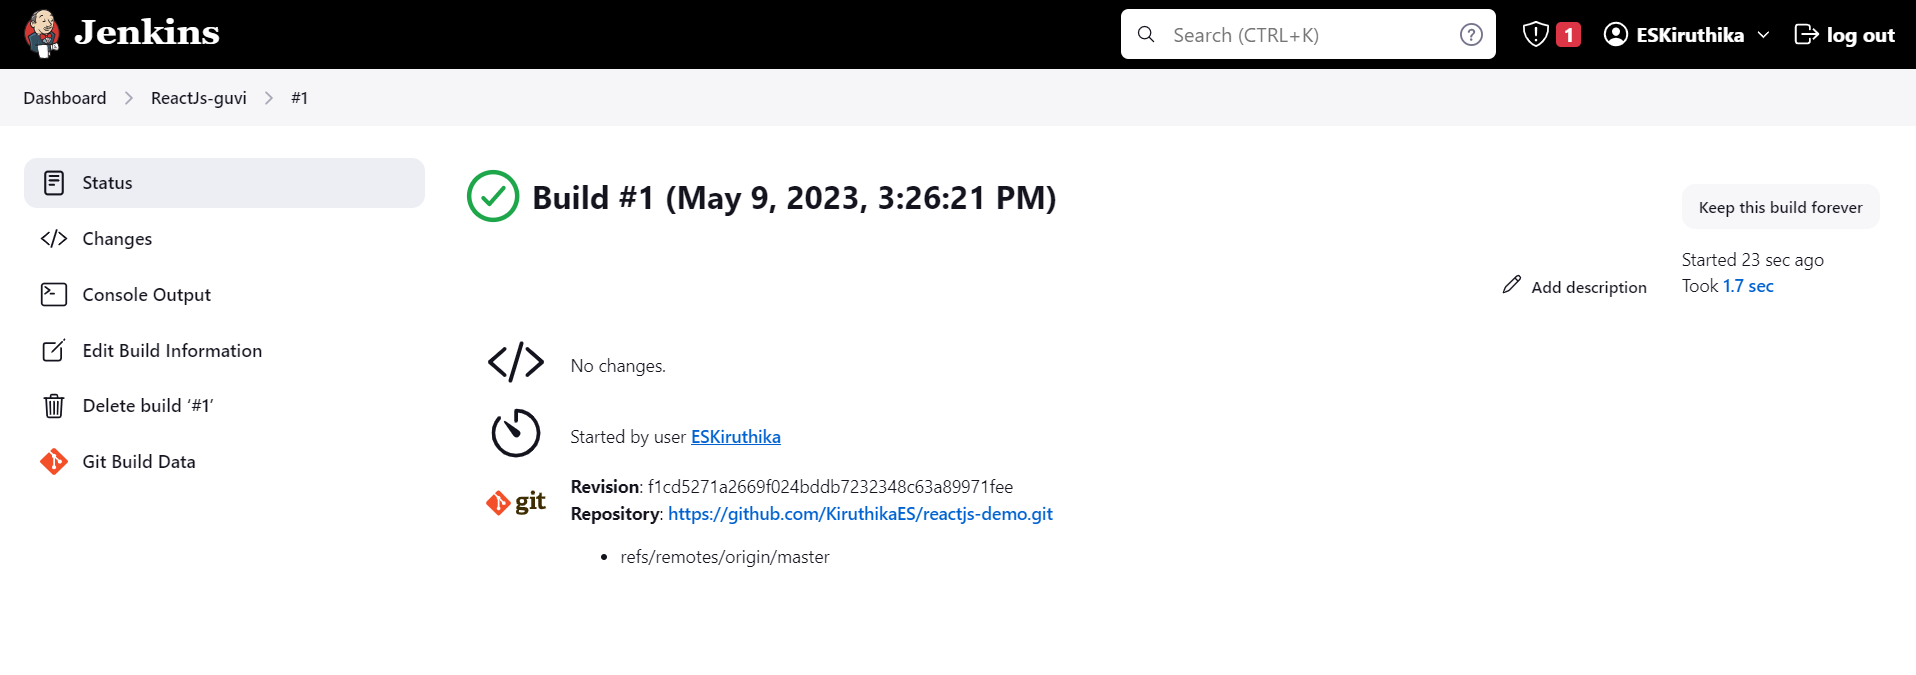 Jenkins
Search (CTRL+K)
?
1
ESKiruthika
log out
Dashboard
ReactJs-guvi
#1
Status
Changes
Console Output
Edit Build Information
Delete build ‘#1’
Git Build Data
Build #1 (May 9, 2023, 3:26:21 PM)
Keep this build forever
Started 23 sec ago
Took 1.7 sec
Add description
No changes.
Started by user ESKiruthika
git
Revision: f1cd5271a2669f024bddb7232348c63a89971fee
Repository: https://github.com/KiruthikaES/reactjs-demo.git
• refs/remotes/origin/master